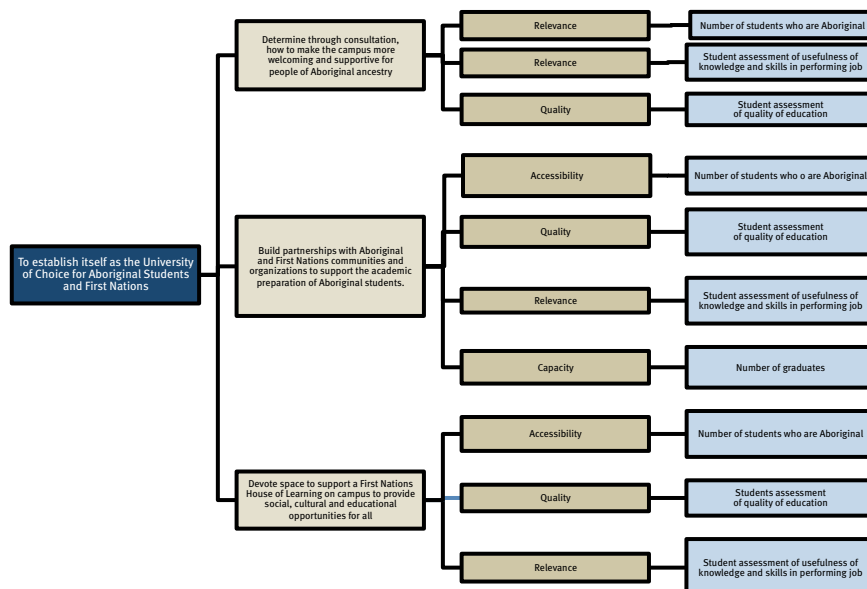 Determine through consultation,
how to make the campus more
welcoming and supportive for
people of Aboriginal ancestry
Relevance
Number of students who are Aboriginal
Relevance
Student assessment of usefulness of
knowledge and skills in performing job
Quality
Student assessment
of quality of education
To establish itself as the University
of Choice for Aboriginal Students
and First Nations
Build partnerships with Aboriginal
and First Nations communities and
organizations to support the academic
preparation of Aboriginal students.
Accessibility
Number of students who o are Aboriginal
Quality
Student assessment
of quality of education
Relevance
Student assessment of usefulness of
knowledge and skills in performing job
Capacity
Number of graduates
Devote space to support a First Nations
House of Learning on campus to provide
social, cultural and educational
opportunities for all
Accessibility
Number of students who are Aboriginal
Quality
Students assessment
of quality of education
Relevance
Student assessment of usefulness of
knowledge and skills in performing job